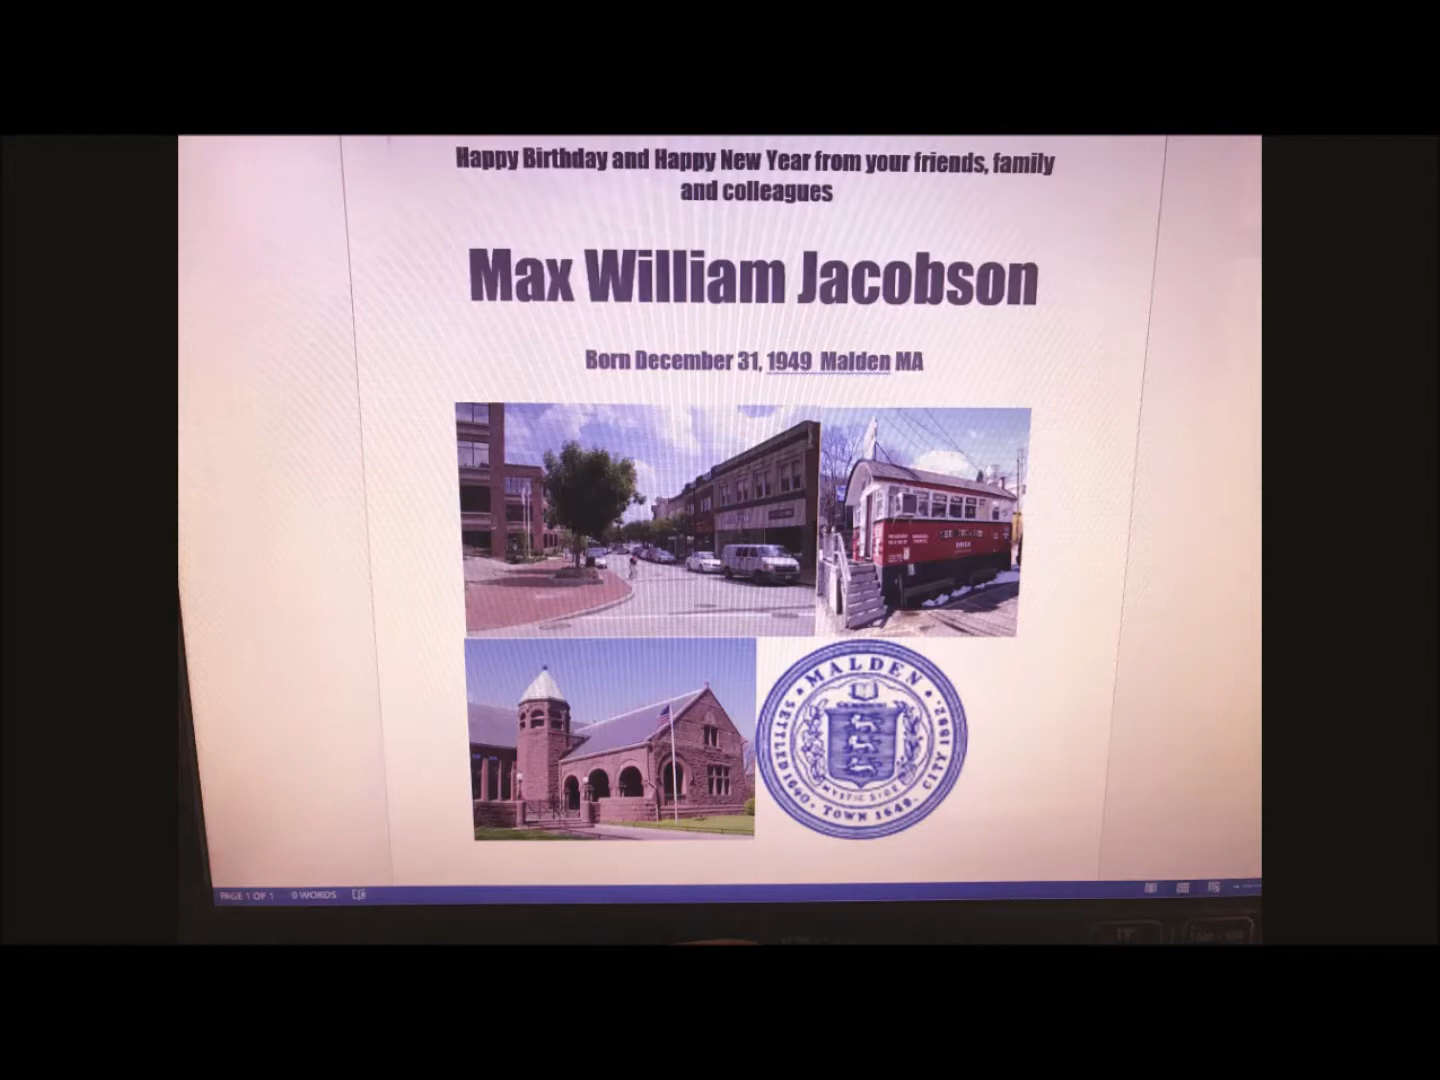 Happy Birthday and Happy New Year from your friends, family
and colleagues
Max William Jacobson
Born December 31, 1949 Malden MA
DINER
MALDEN
SETTLED 1640. TOWN 1649. CITY 1882.
MYSTIC SIDE
PAGE 1 OF 1 0 WORDS